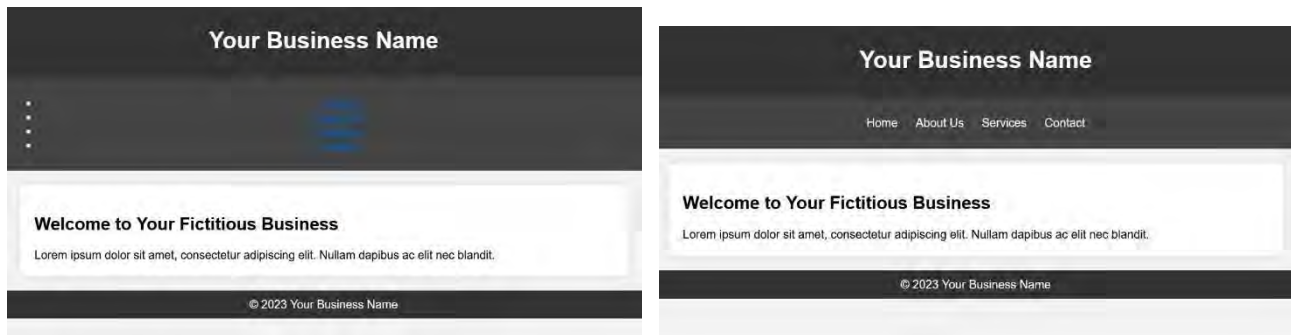 Your Business Name
Welcome to Your Fictitious Business
Lorem ipsum dolor sit amet, consectetur adipiscing elit. Nullam dapibus ac elit nec blandit.
© 2023 Your Business Name
Your Business Name
Home About Us Services Contact
Welcome to Your Fictitious Business
Lorem ipsum dolor sit amet, consectetur adipiscing elit. Nullam dapibus ac elit nec blandit.
© 2023 Your Business Name